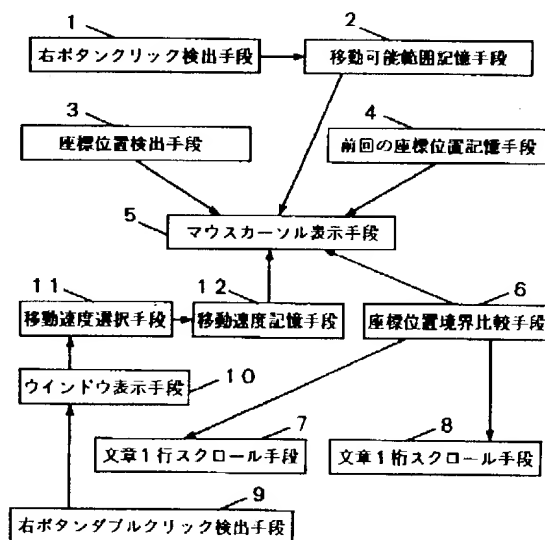 1
右ボタンクリック検出手段
2
移動可能範囲記憶手段
3
座標位置検出手段
4
前回の座標位置記憶手段
5
マウスカーソル表示手段
11
移動速度選択手段
12
移動速度記憶手段
6
座標位置境界比較手段
ウインドウ表示手段
10
7
文章1行スクロール手段
8
文章1桁スクロール手段
9
右ボタンダブルクリック検出手段